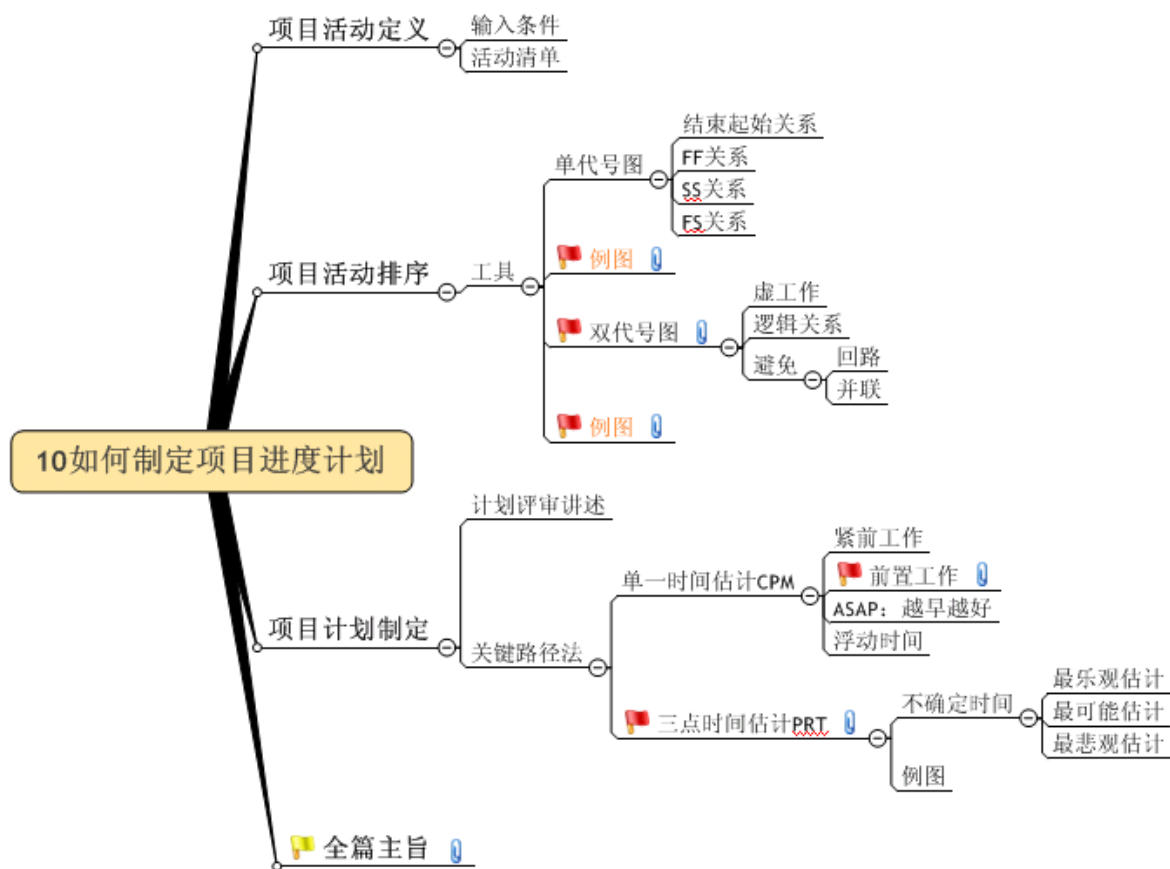 项目活动定义
输入条件
活动清单
项目活动排序
工具
单代号图
结束起始关系
FF关系
SS关系
FS关系
例图
双代号图
虚工作
逻辑关系
避免
回路
并联
例图
10如何制定项目进度计划
项目计划制定
计划评审讲述
关键路径法
单一时间估计CPM
紧前工作
前置工作
ASAP：越早越好
浮动时间
三点时间估计PRT
不确定时间
最乐观估计
最可能估计
最悲观估计
例图
全篇主旨